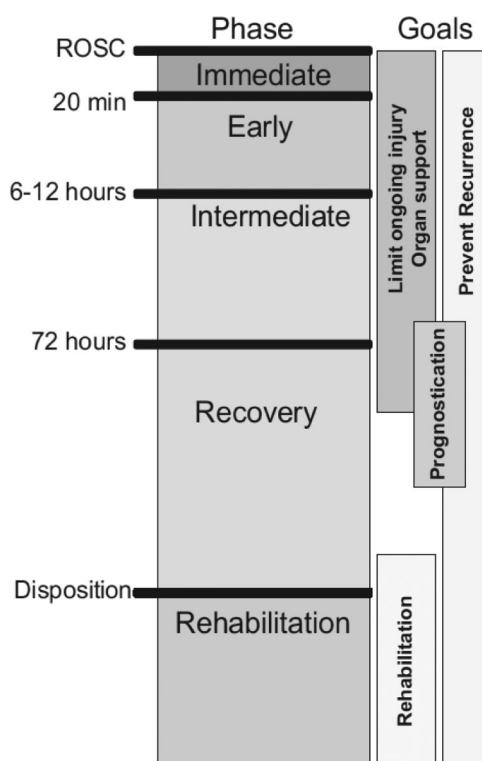 Phase Goals
ROSC
Immediate
20 min
Early
6-12 hours
Intermediate
72 hours
Recovery
Disposition
Rehabilitation
Limit ongoing injury
Organ support
Prevent Recurrence
Prognostication
Rehabilitation